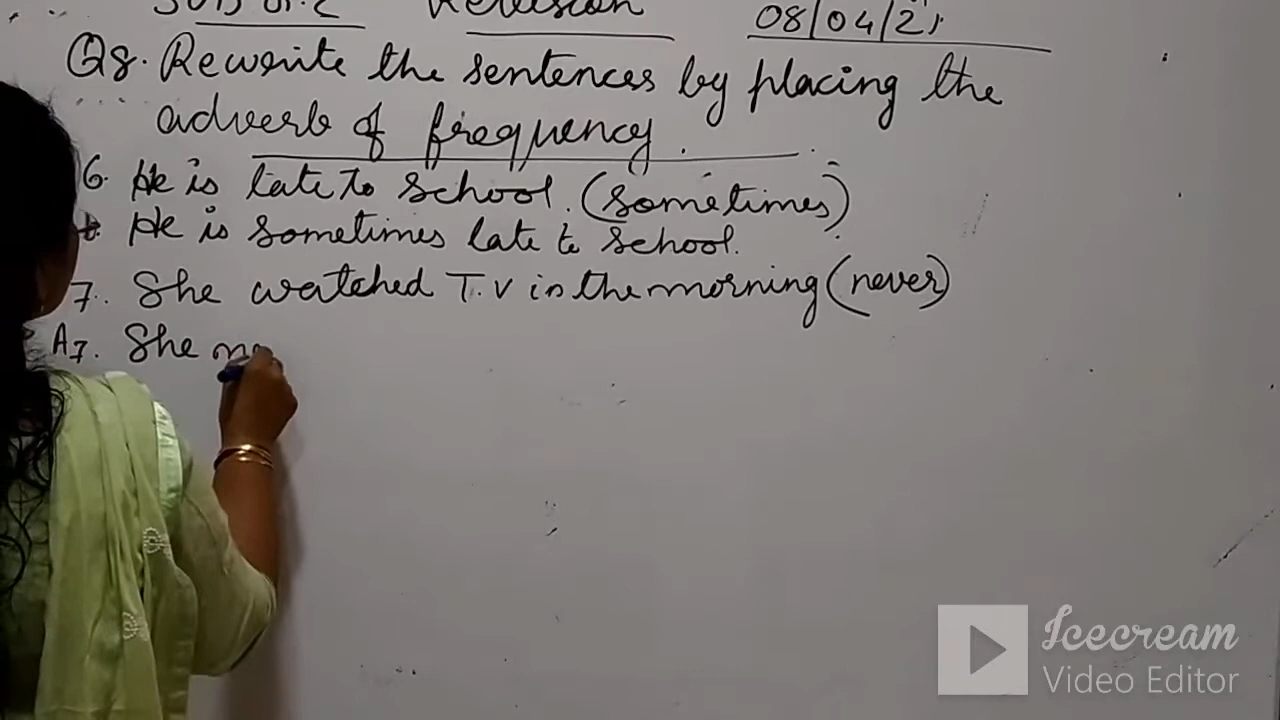 Revision 08/04/21
Q8. Rewrite the sentences by placing the
adverb of frequency.
6. He is late to school. (sometimes)
He is sometimes late to school.
7. She watched T.V in the morning (never)
A7. She ne
Icecream
Video Editor